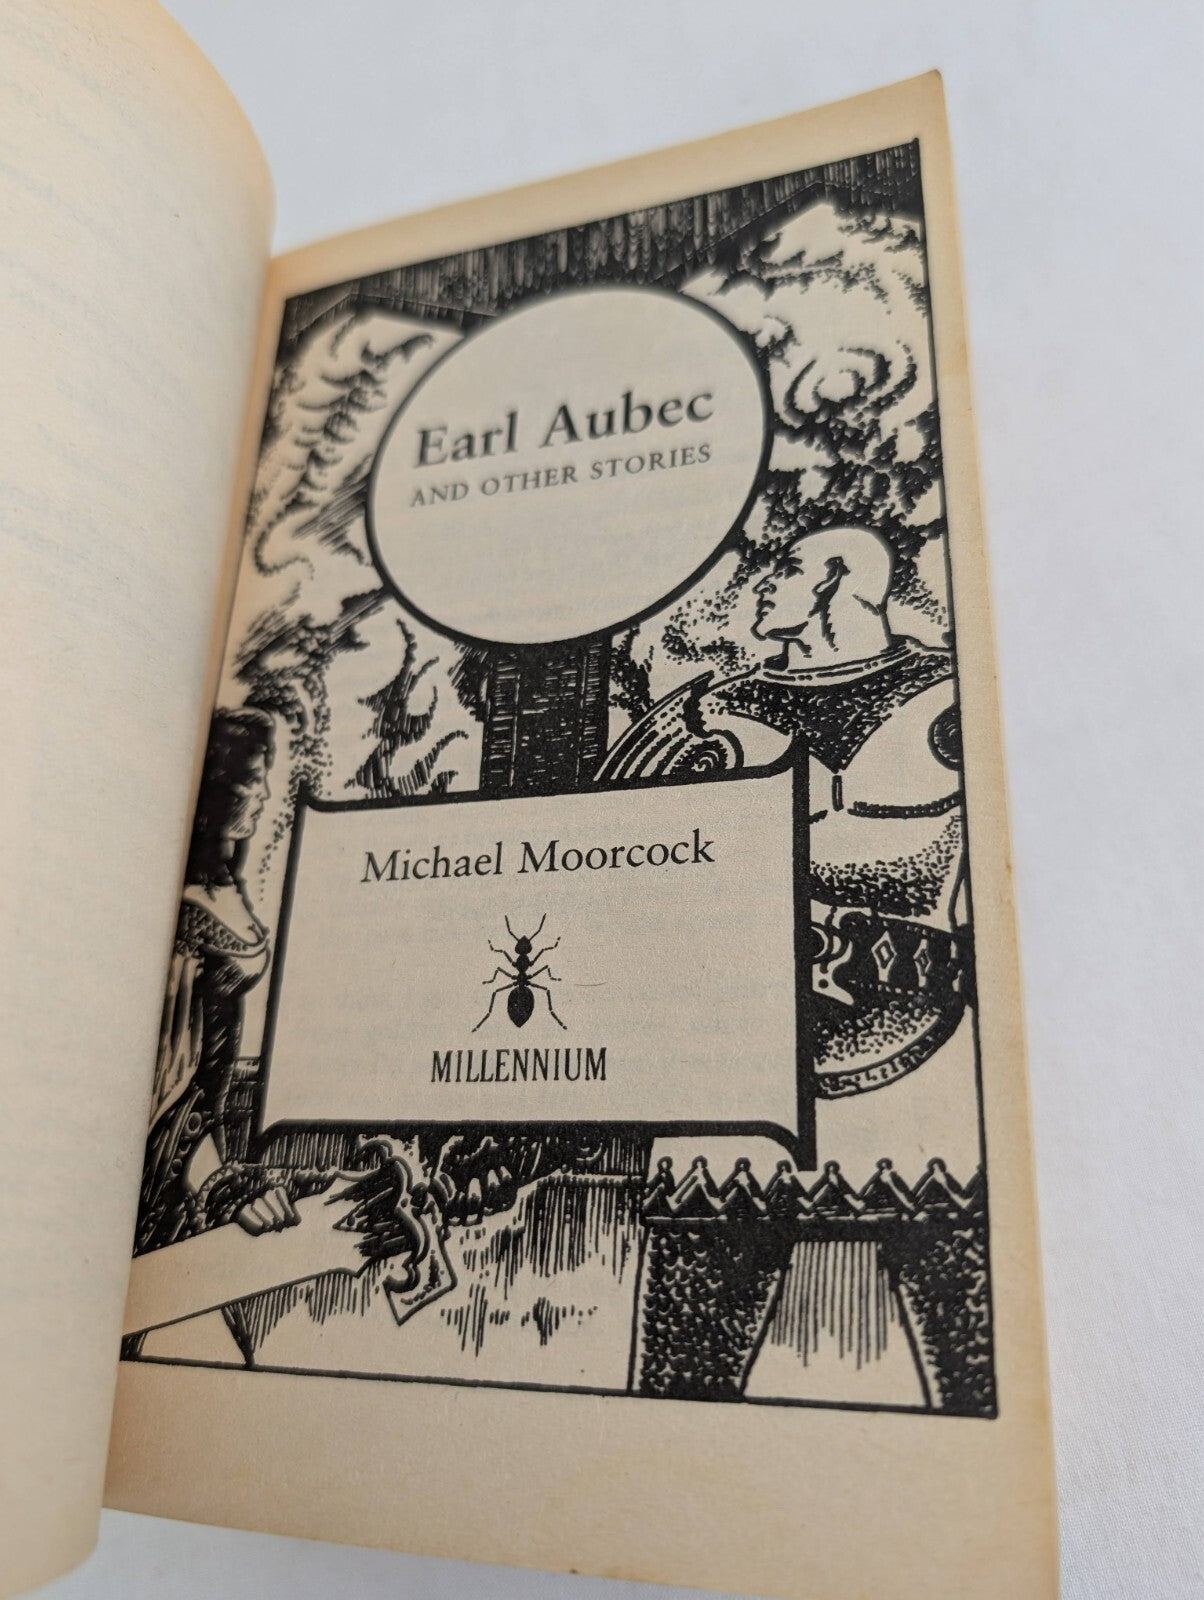 Earl Aubec
AND OTHER STORIES
Michael Moorcock
MILLENNIUM